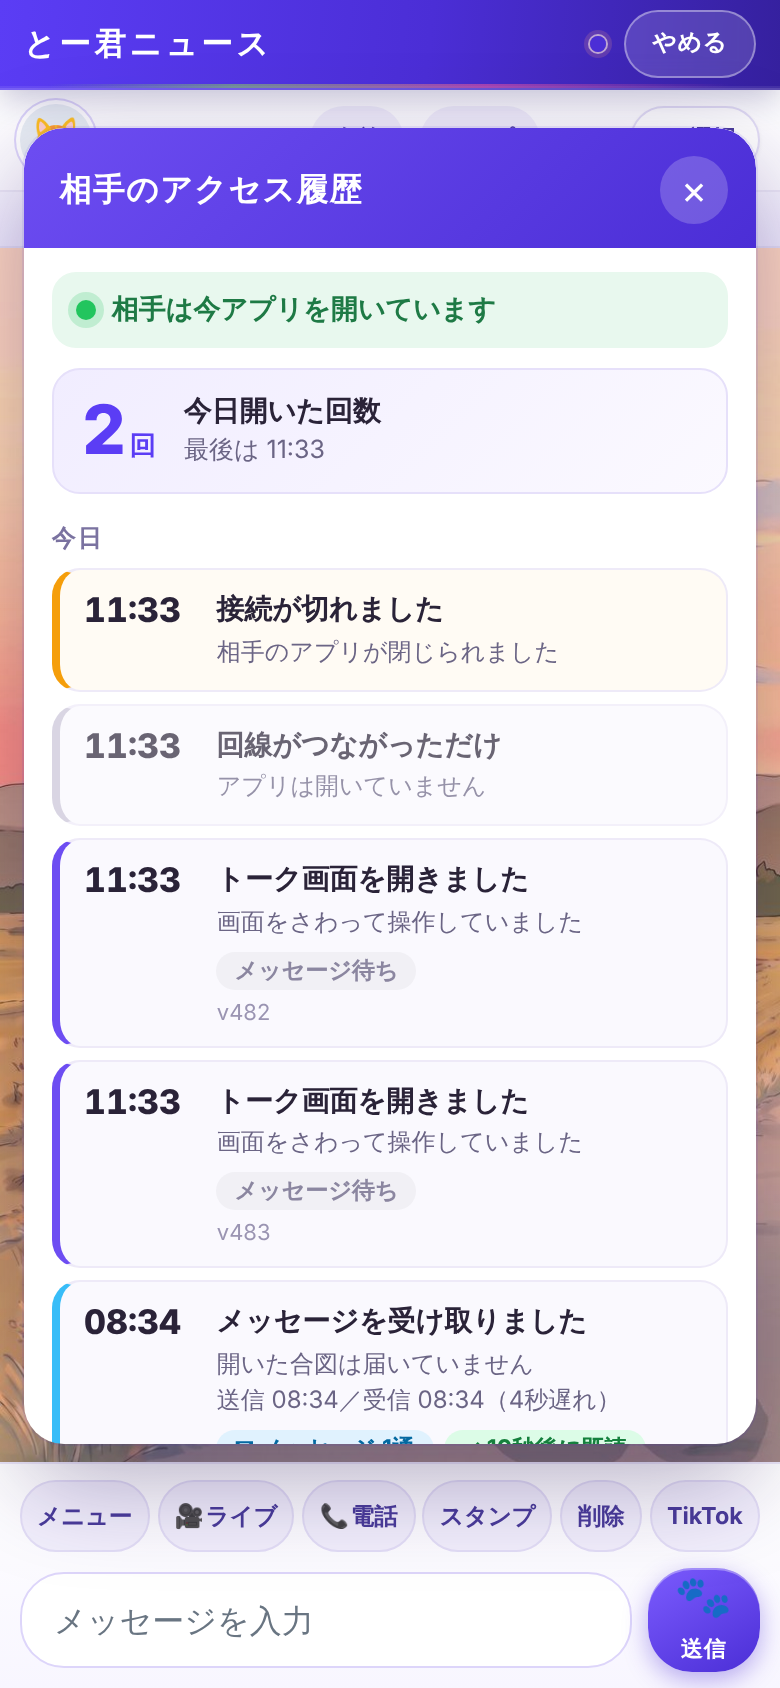 とー君ニュース
やめる
相手のアクセス履歴
×
相手は今アプリを開いています
2回
今日開いた回数
最後は 11:33
今日
11:33
接続が切れました
相手のアプリが閉じられました
11:33
回線がつながっただけ
アプリは開いていません
11:33
トーク画面を開きました
画面をさわって操作していました
メッセージ待ち
v482
11:33
トーク画面を開きました
画面をさわって操作していました
メッセージ待ち
v483
08:34
メッセージを受け取りました
開いた合図は届いていません
送信 08:34／受信 08:34（4秒遅れ）
メニュー
ライブ
電話
スタンプ
削除
TikTok
メッセージを入力
送信